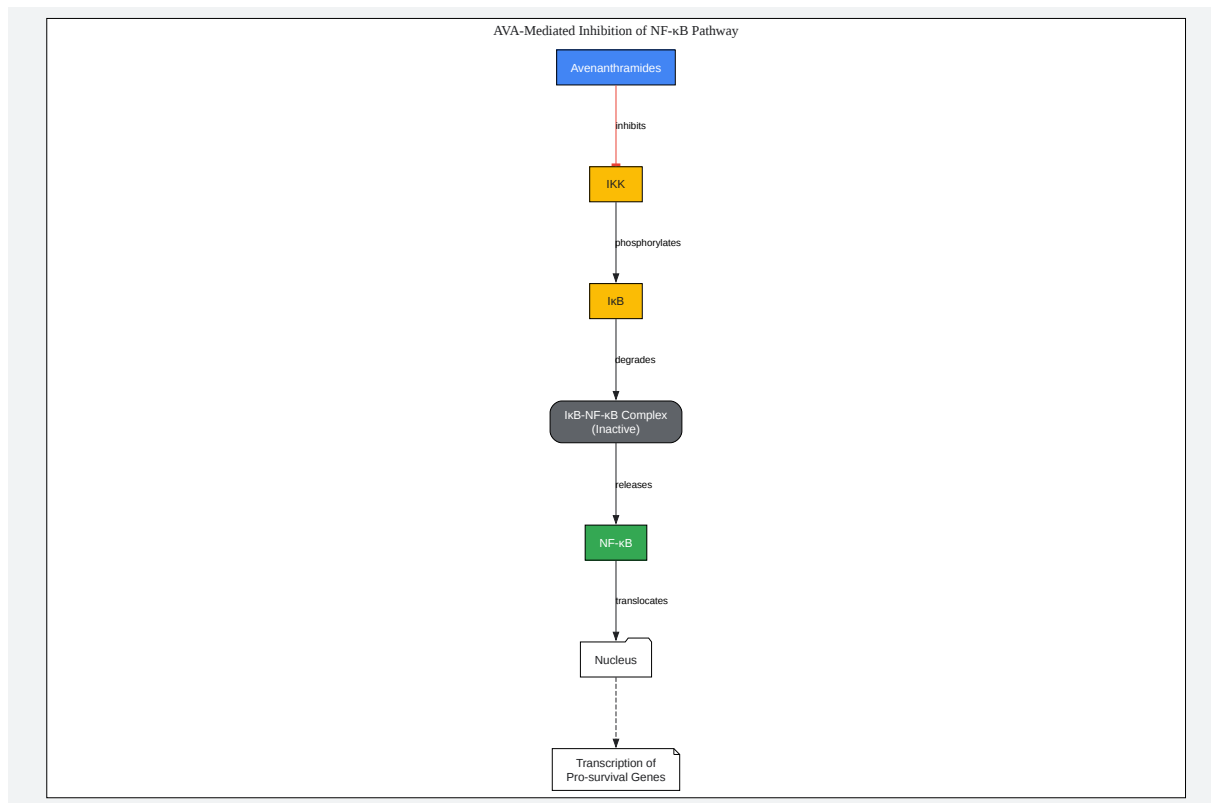 AVA-Mediated Inhibition of NF-κB Pathway
Avenanthramides
inhibits
IKK
phosphorylates
IκB
degrades
IκB-NF-κB Complex
(Inactive)
releases
NF-κB
translocates
Nucleus
Transcription of
Pro-survival Genes